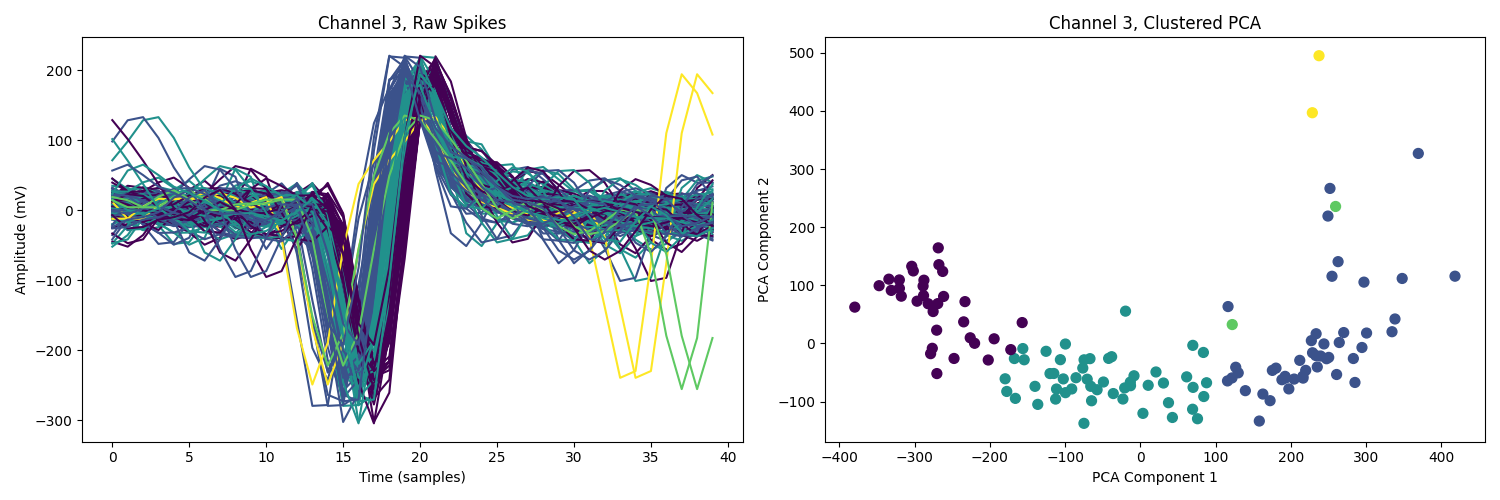 Channel 3, Raw Spikes
Amplitude (mV)
200
100
0
−100
−200
−300
0 5 10 15 20 25 30 35 40
Time (samples)
Channel 3, Clustered PCA
PCA Component 2
500
400
300
200
100
0
−100
−400 −300 −200 −100 0 100 200 300 400
PCA Component 1